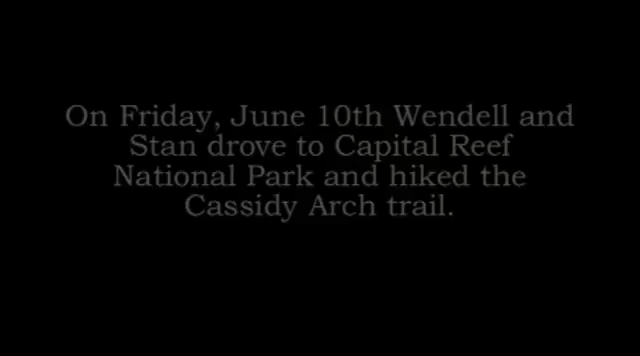 On Friday, June 10th Wendell and
Stan drove to Capital Reef
National Park and hiked the
Cassidy Arch trail.